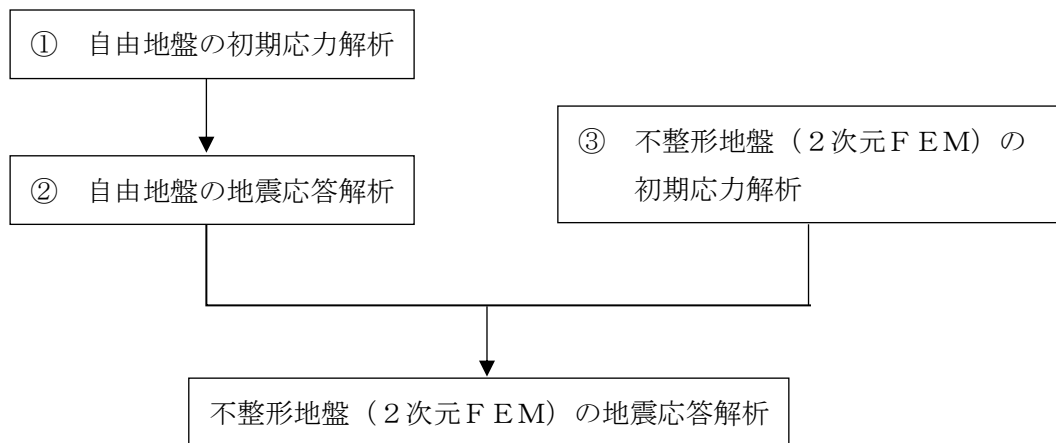 ①　自由地盤の初期応力解析
②　自由地盤の地震応答解析
③　不整形地盤（２次元ＦＥＭ）の
初期応力解析
不整形地盤（２次元ＦＥＭ）の地震応答解析